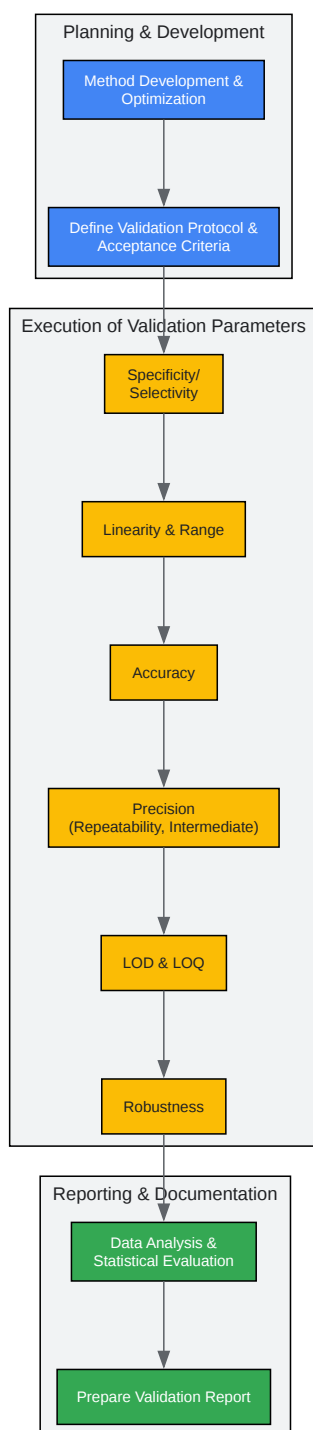 Planning & Development
Method Development &
Optimization
Define Validation Protocol &
Acceptance Criteria
Execution of Validation Parameters
Specificity/
Selectivity
Linearity & Range
Accuracy
Precision
(Repeatability, Intermediate)
LOD & LOQ
Robustness
Reporting & Documentation
Data Analysis &
Statistical Evaluation
Prepare Validation Report